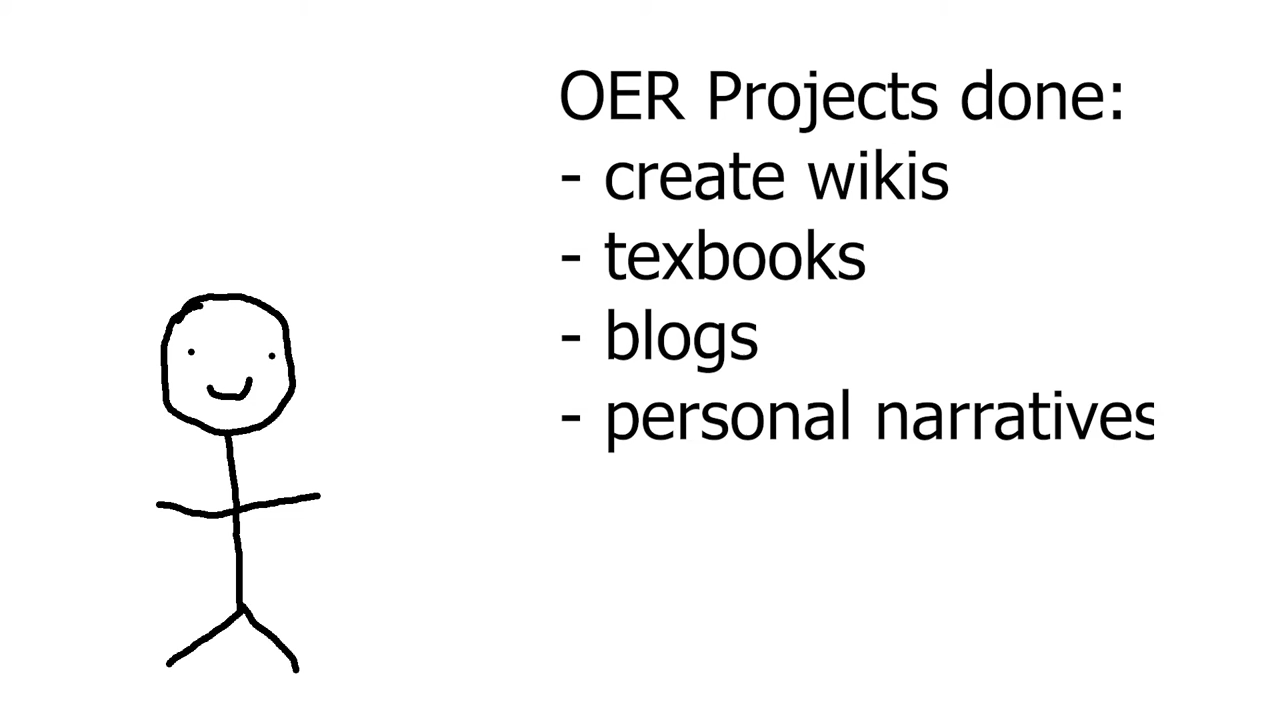 OER Projects done:
- create wikis
- texbooks
- blogs
- personal narratives